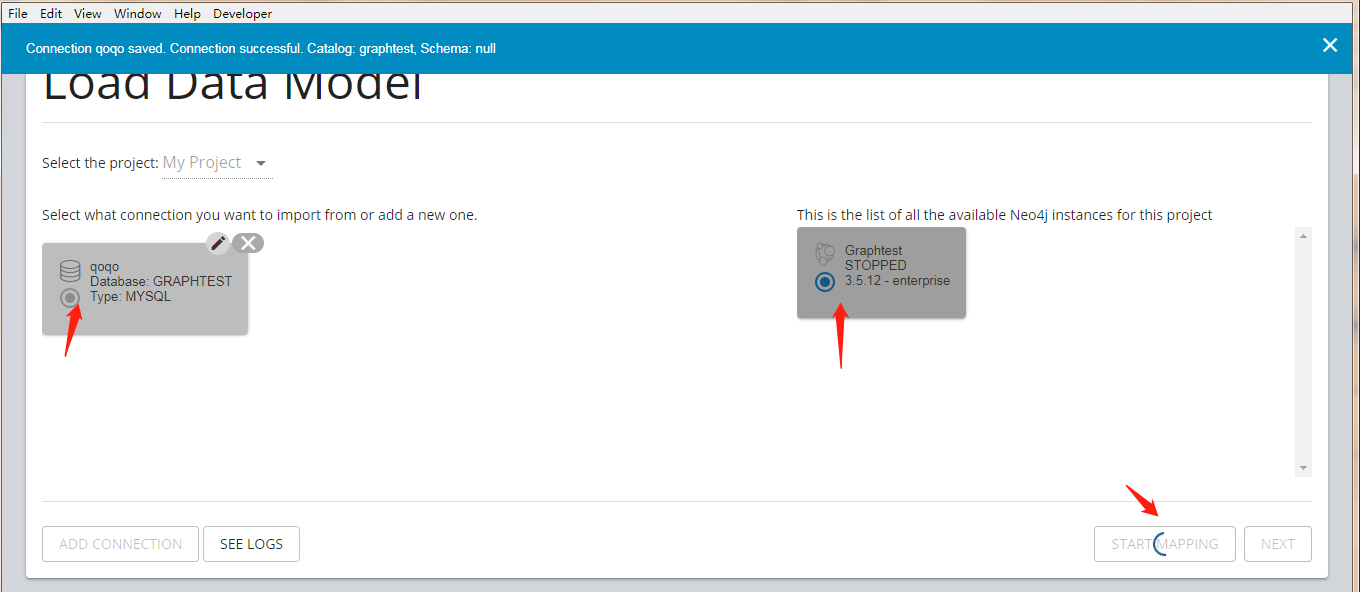 File Edit View Window Help Developer
Connection qoqo saved. Connection successful. Catalog: graphtest, Schema: null
Load Data Model
Select the project: My Project
Select what connection you want to import from or add a new one.
This is the list of all the available Neo4j instances for this project
qoqo
Database: GRAPHTEST
Type: MYSQL
Graphtest
STOPPED
3.5.12 - enterprise
ADD CONNECTION
SEE LOGS
START MAPPING
NEXT